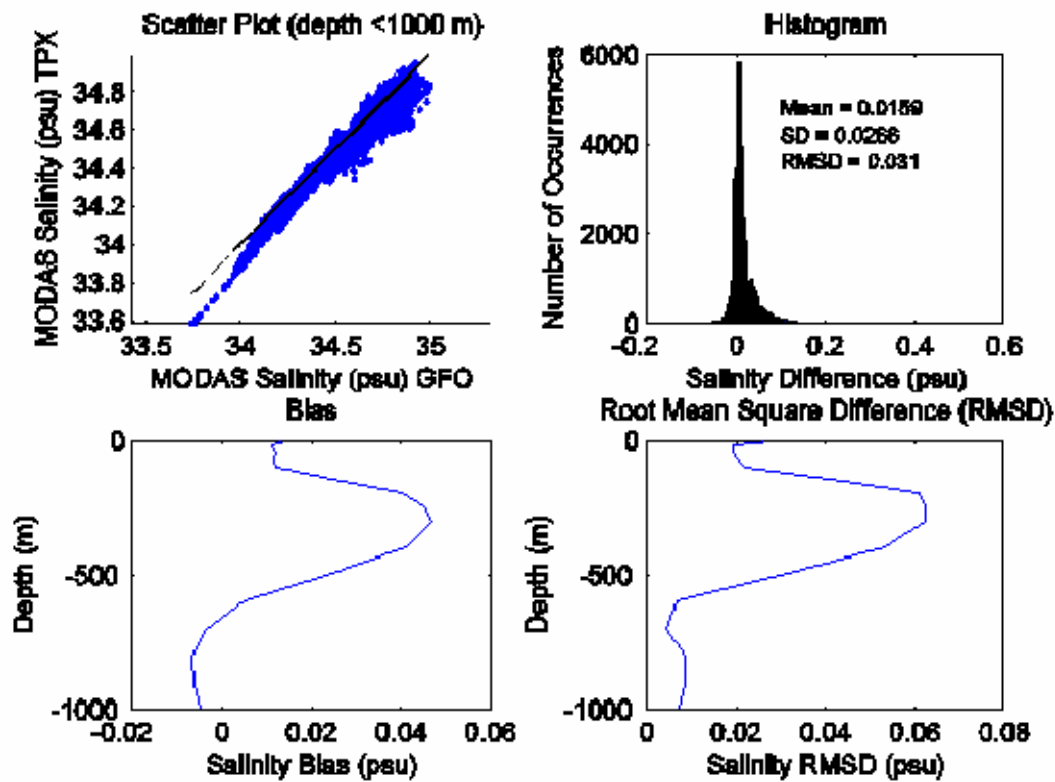 Scatter Plot (depth <1000 m)
MODAS Salinity (psu) TPX
34.8
34.6
34.4
34.2
34
33.8
33.6
33.5 34 34.5 35
MODAS Salinity (psu) GFO
Histogram
Number of Occurrences
6000
4000
2000
0
Mean = 0.0159
SD = 0.0266
RMSD = 0.031
-0.2 0 0.2 0.4 0.6
Salinity Difference (psu)
Bias
Depth (m)
0
-500
-1000
-0.02 0 0.02 0.04 0.06
Salinity Bias (psu)
Root Mean Square Difference (RMSD)
Depth (m)
0
-500
-1000
0 0.02 0.04 0.06 0.08
Salinity RMSD (psu)